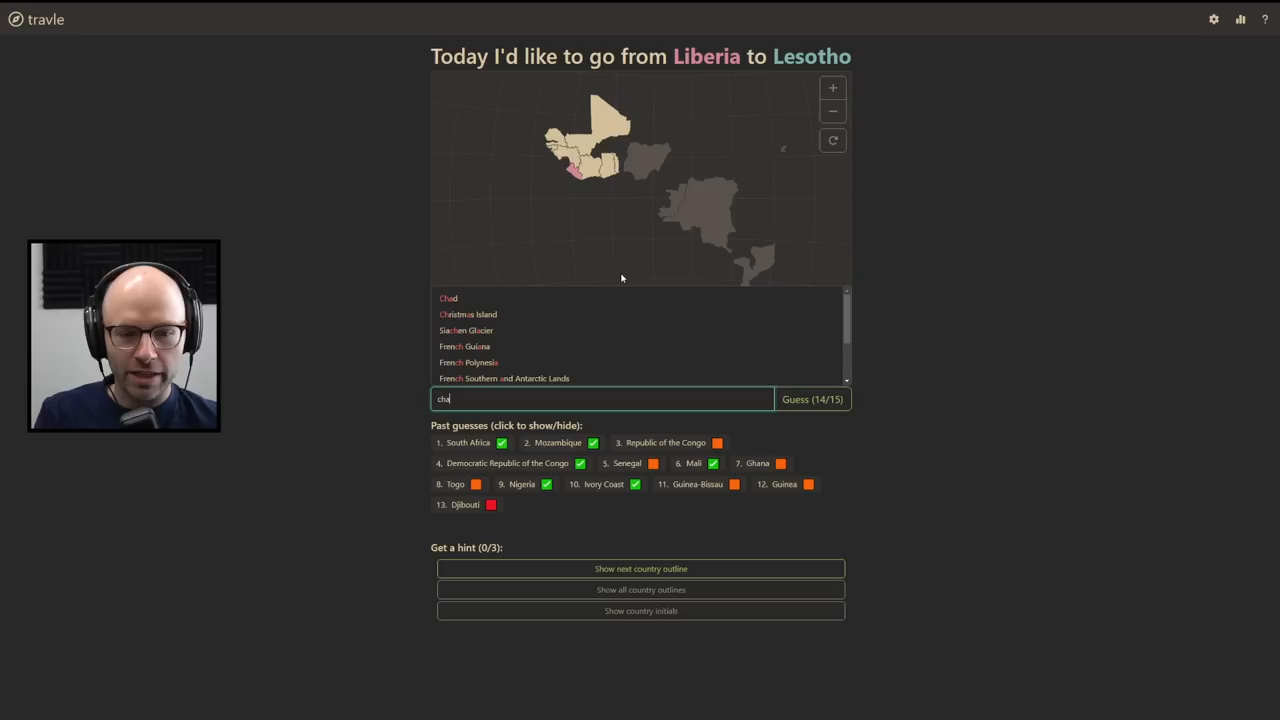 travle
?
Today I'd like to go from Liberia to Lesotho
+
−
Chad
Christmas Island
Siachen Glacier
French Guiana
French Polynesia
French Southern and Antarctic Lands
cha
Guess (14/15)
Past guesses (click to show/hide):
1. South Africa 2. Mozambique 3. Republic of the Congo
4. Democratic Republic of the Congo 5. Senegal 6. Mali 7. Ghana
8. Togo 9. Nigeria 10. Ivory Coast 11. Guinea-Bissau 12. Guinea
13. Djibouti
Get a hint (0/3):
Show next country outline
Show all country outlines
Show country initials